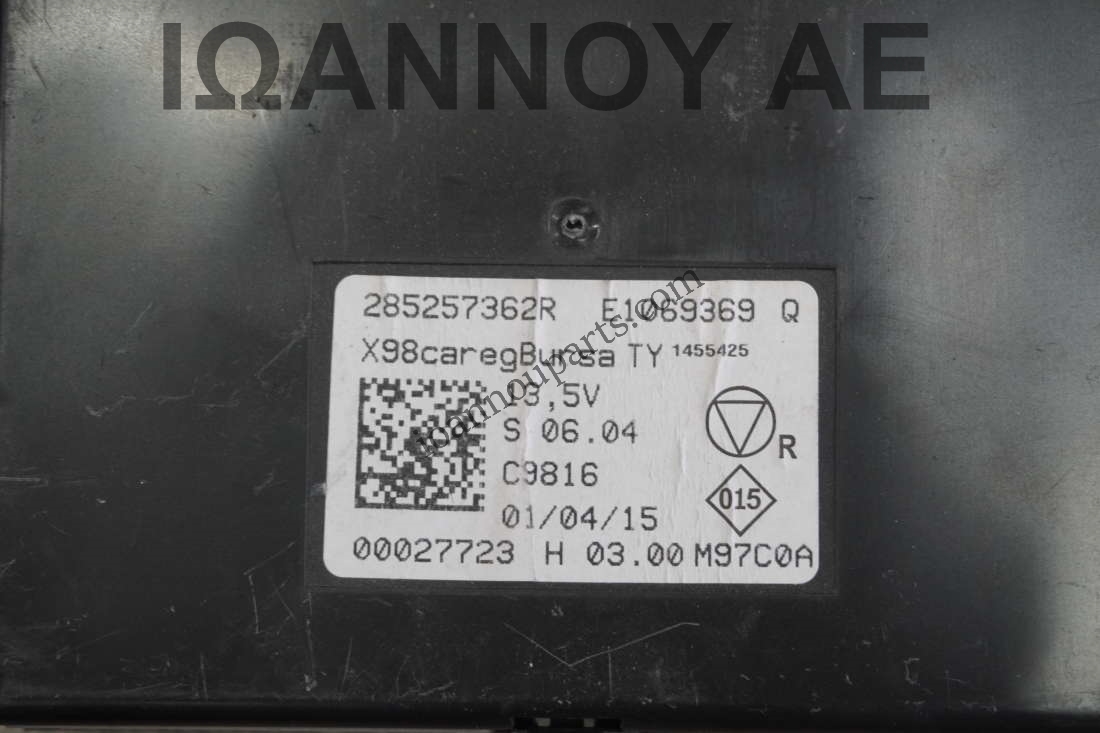 ΙΩΑΝΝΟΥ ΑΕ
285257362R E1069369 Q
X98caregBursa TY 1455425
13,5V
S 06.04
R
C9816
015
01/04/15
00027723 H 03.00 M97C0A
ioannouparts.com